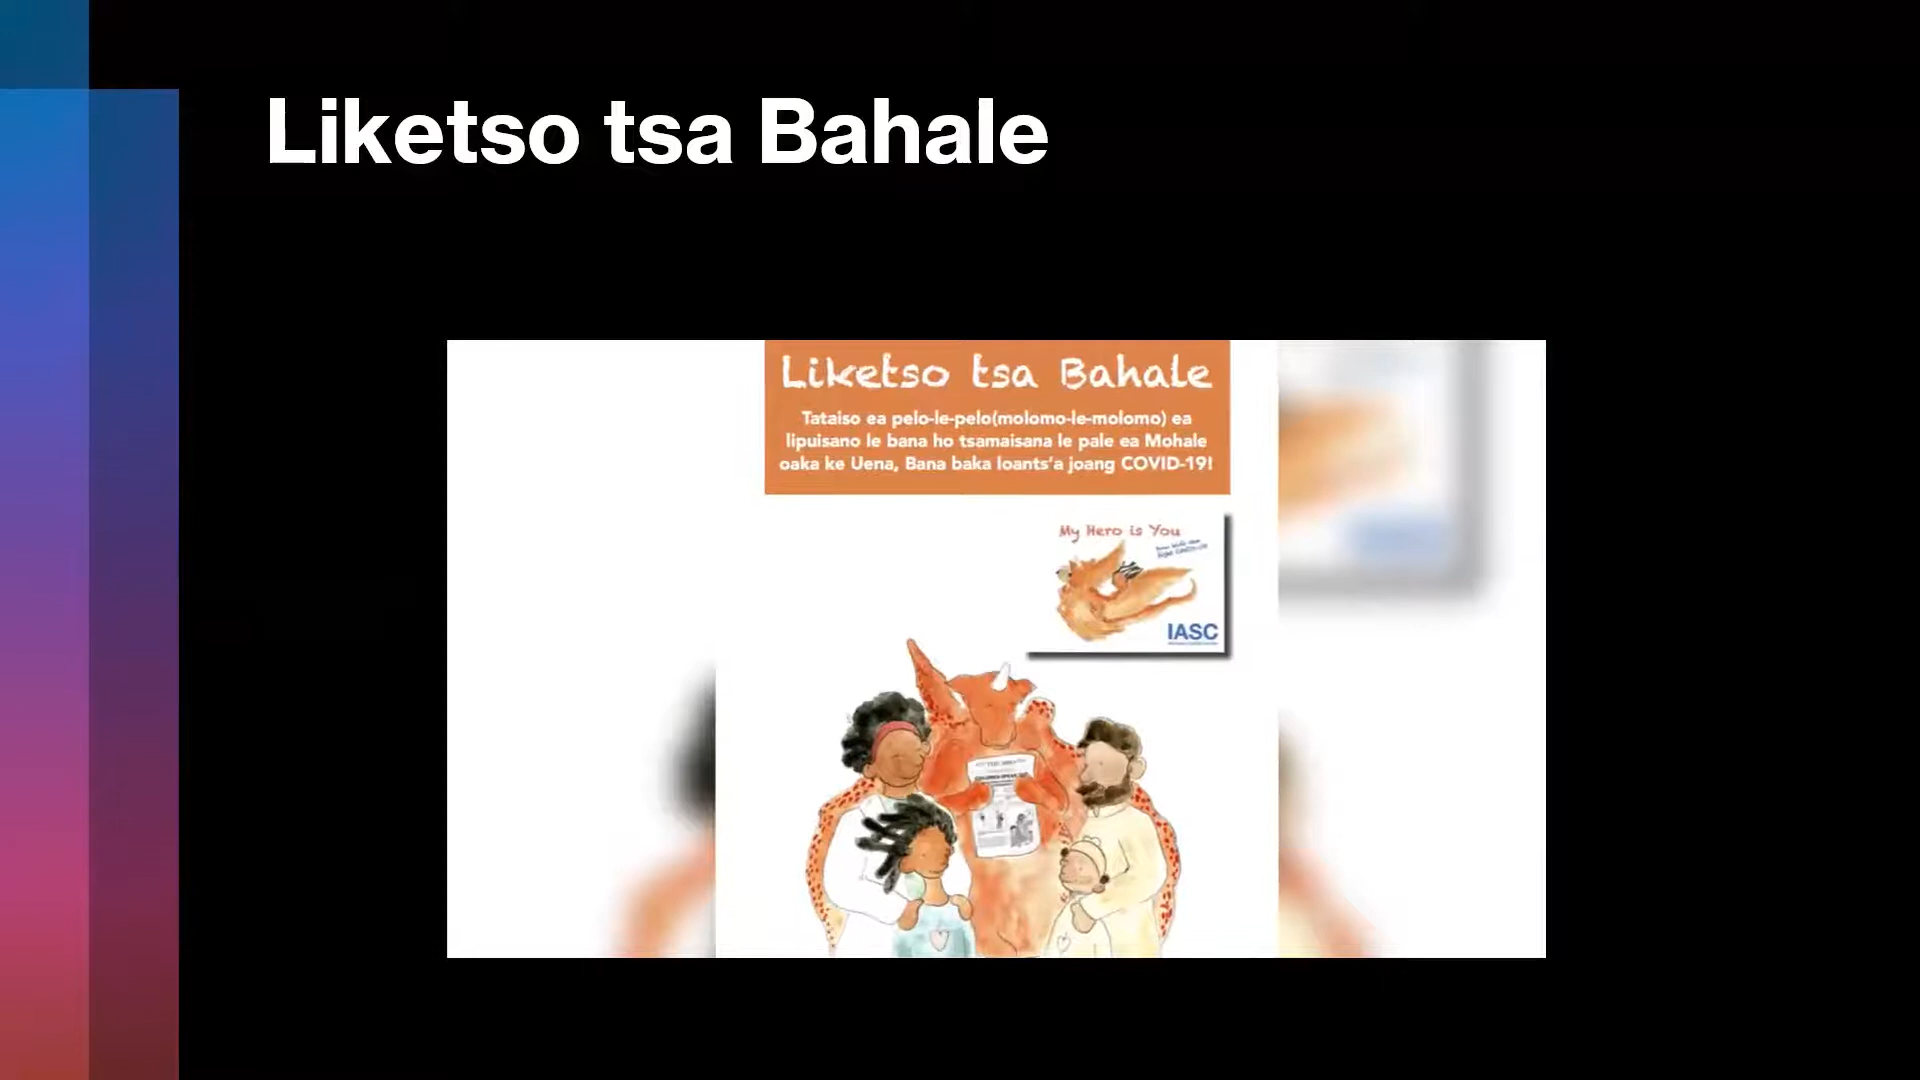 Liketso tsa Bahale
Liketso tsa Bahale
Tataiso ea pelo-le-pelo(molomo-le-molomo) ea
lipuisano le bana ho tsamaisana le pale ea Mohale
oaka ke Uena, Bana baka loants'a joang COVID-19!
My Hero is You
IASC